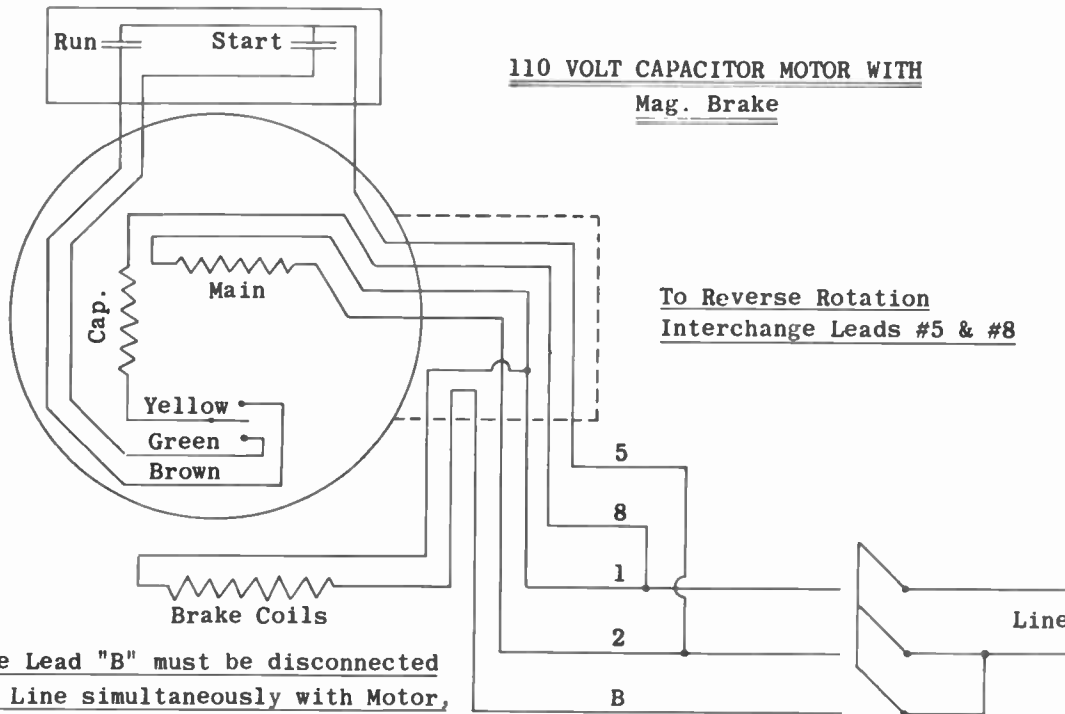 Run
Start
110 VOLT CAPACITOR MOTOR WITH
Mag. Brake
Main
Cap.
To Reverse Rotation
Interchange Leads #5 & #8
Yellow
Green
Brown
5
8
1
Brake Coils
Line
2
e Lead "B" must be disconnected
Line simultaneously with Motor,
B